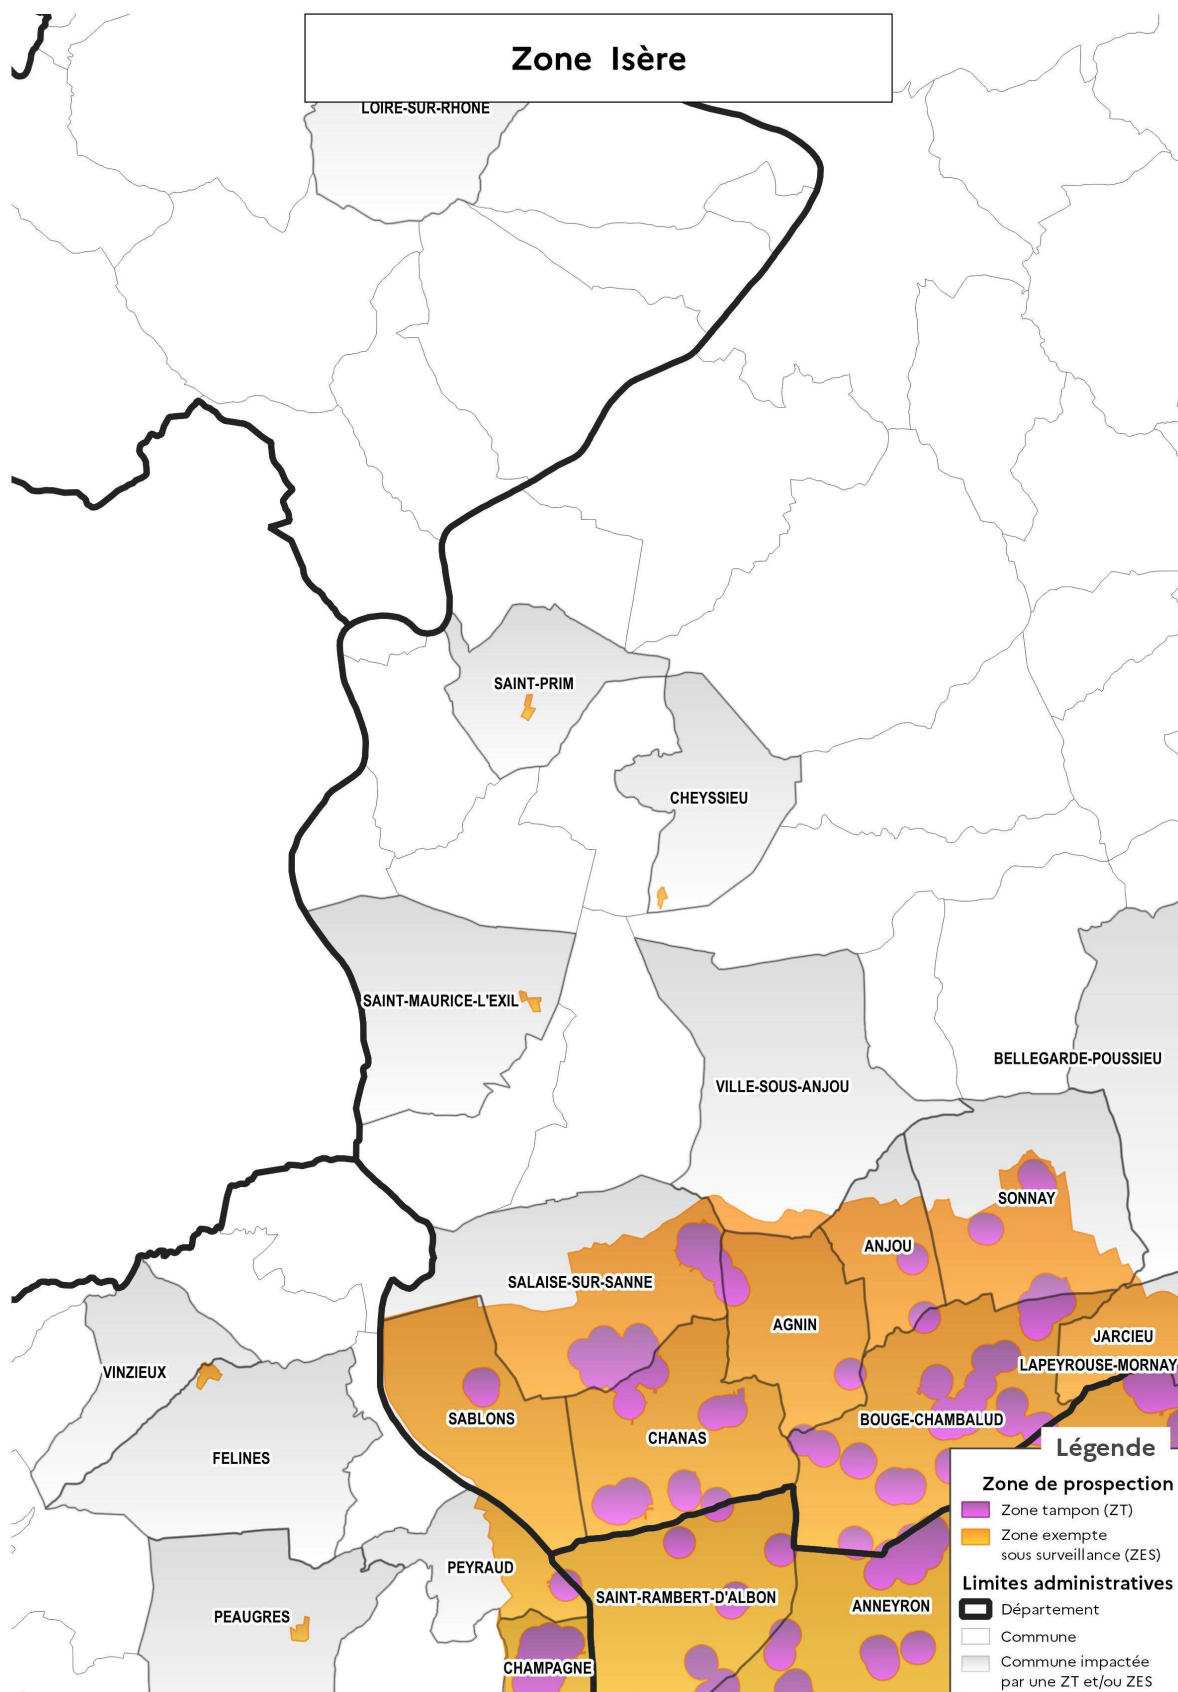 Zone Isère
LOIRE-SUR-RHONE
SAINT-PRIM
CHEYSSIEU
SAINT-MAURICE-L'EXIL
BELLEGARDE-POUSSIEU
VILLE-SOUS-ANJOU
SONNAY
ANJOU
SALAISE-SUR-SANNE
AGNIN
JARCIEU
LAPEYROUSE-MORNAY
VINZIEUX
SABLONS
BOUGE-CHAMBALUD
CHANAS
FELINES
PEYRAUD
SAINT-RAMBERT-D'ALBON
ANNEYRON
PEAUGRES
CHAMPAGNE
Légende
Zone de prospection
Zone tampon (ZT)
Zone exempte
sous surveillance (ZES)
Limites administratives
Département
Commune
Commune impactée
par une ZT et/ou ZES